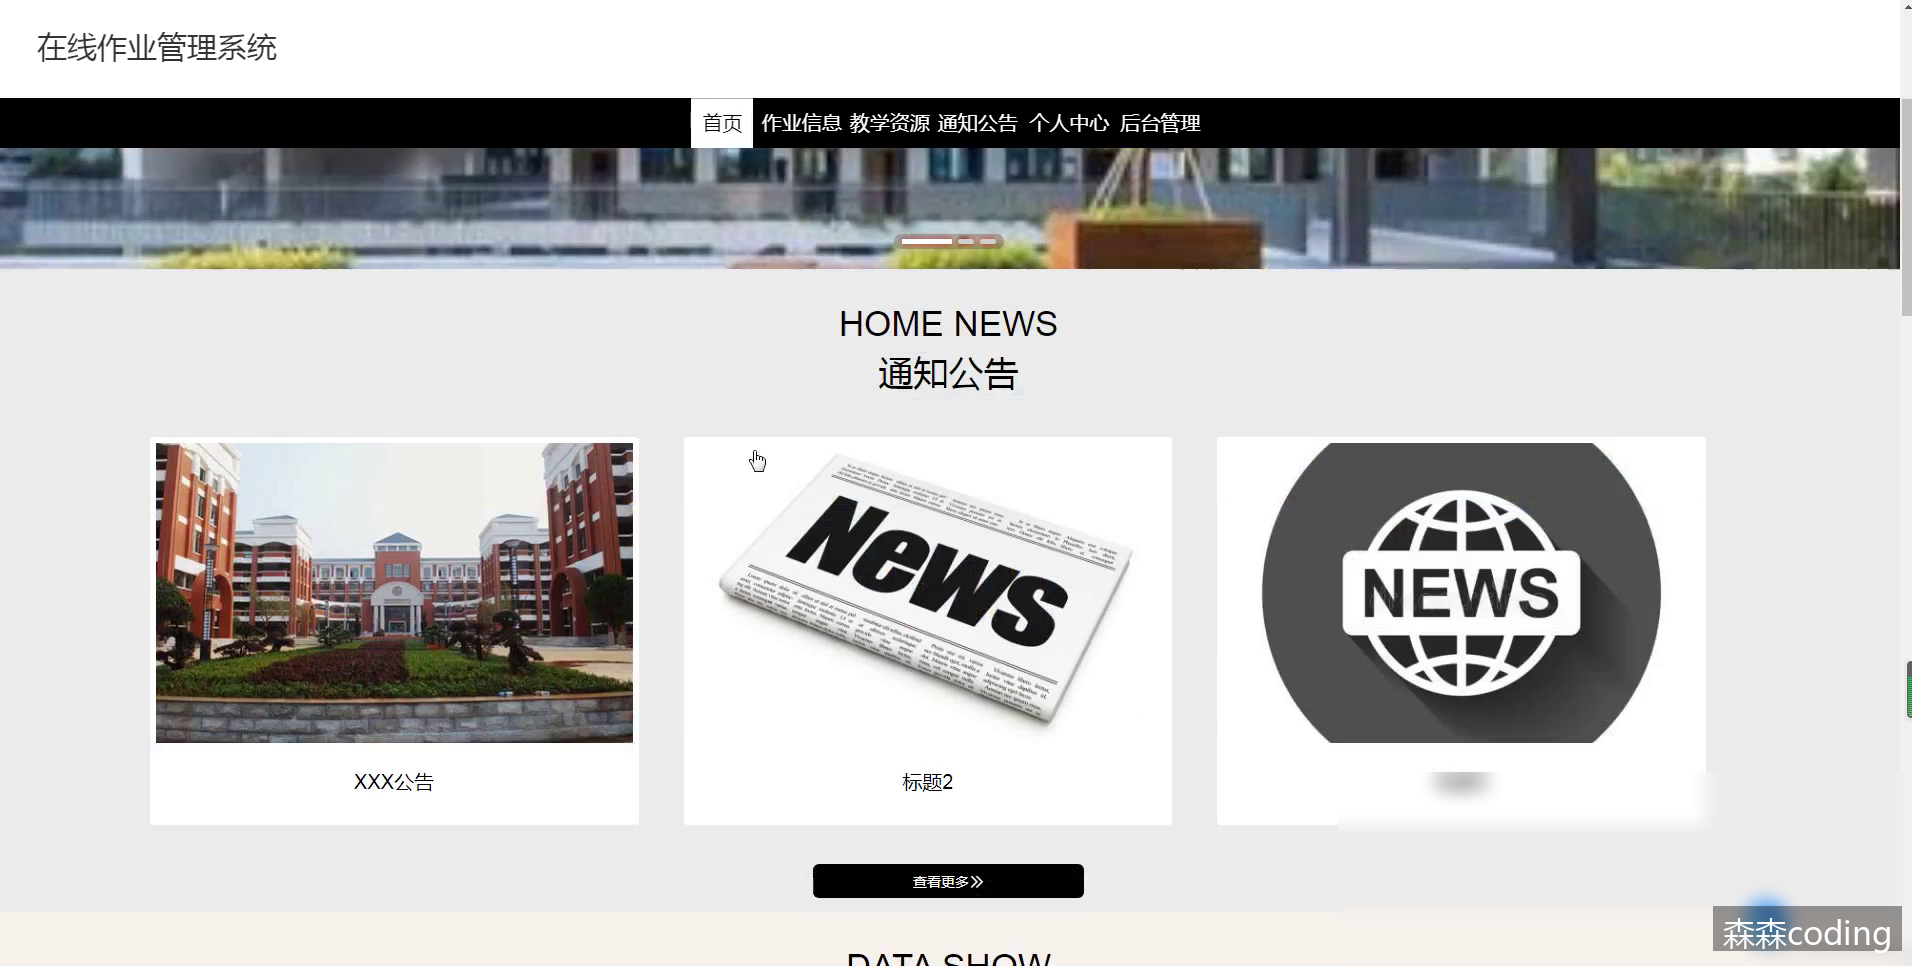 在线作业管理系统
首页 作业信息 教学资源 通知公告 个人中心 后台管理
HOME NEWS
通知公告
News
NEWS
XXX公告
标题2
查看更多
森森coding
DATA SHOW